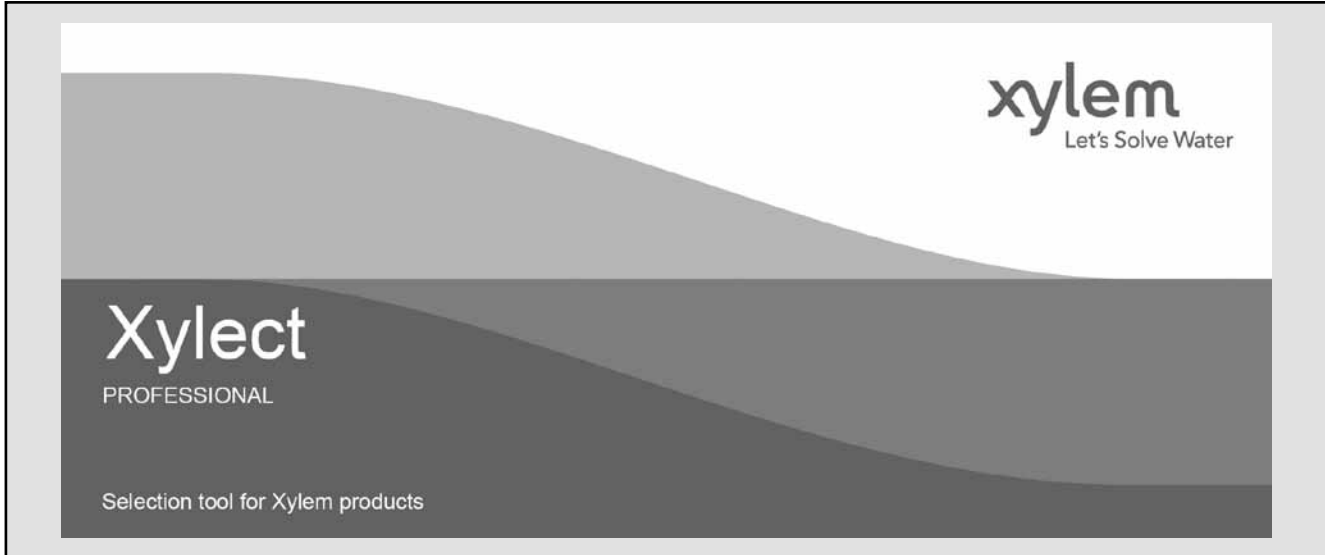 xylem
Let's Solve Water
Xylect
PROFESSIONAL
Selection tool for Xylem products